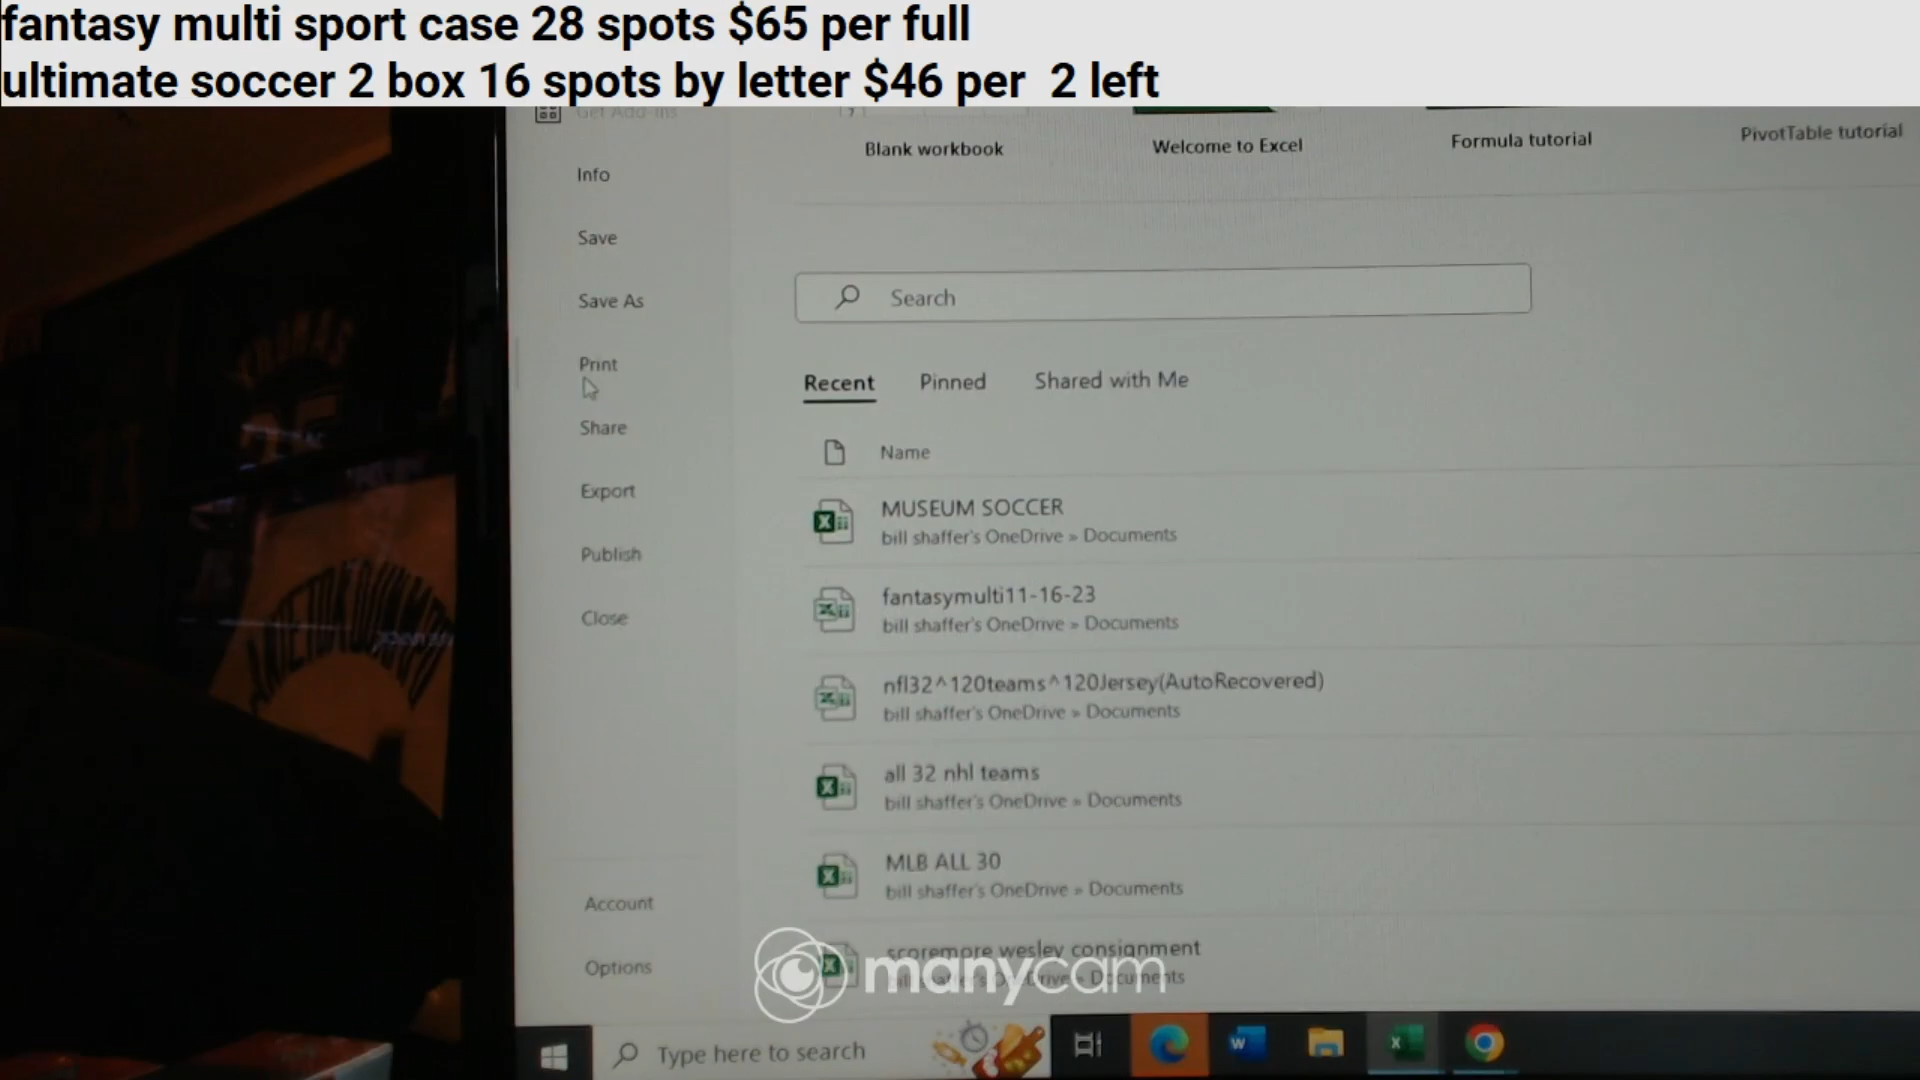 fantasy multi sport case 28 spots $65 per full
ultimate soccer 2 box 16 spots by letter $46 per 2 left
Get Add-ins
Blank workbook
Welcome to Excel
Formula tutorial
PivotTable tutorial
Info
Save
Save As
Search
Print
Recent
Pinned
Shared with Me
Share
Name
Export
MUSEUM SOCCER
bill shaffer's OneDrive » Documents
Publish
fantasymulti11-16-23
bill shaffer's OneDrive » Documents
Close
nfl32^120teams^120Jersey(AutoRecovered)
bill shaffer's OneDrive » Documents
all 32 nhl teams
bill shaffer's OneDrive » Documents
MLB ALL 30
bill shaffer's OneDrive » Documents
Account
scoremore wesley consignment
Options
manycam
Documents
Type here to search